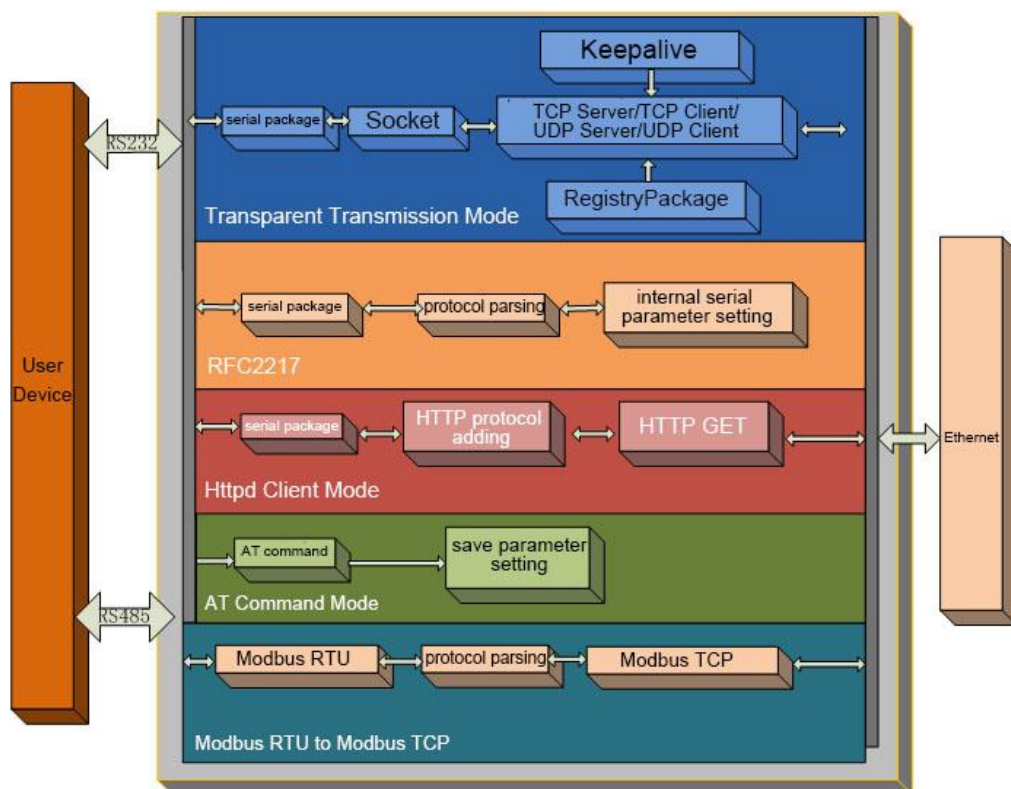 Keepalive
serial package
Socket
TCP Server/TCP Client/
UDP Server/UDP Client
RegistryPackage
Transparent Transmission Mode
RS232
serial package
protocol parsing
internal serial
parameter setting
RFC2217
User
Device
serial package
HTTP protocol
adding
HTTP GET
Httpd Client Mode
Ethernet
AT command
save parameter
setting
AT Command Mode
RS485
Modbus RTU
protocol parsing
Modbus TCP
Modbus RTU to Modbus TCP